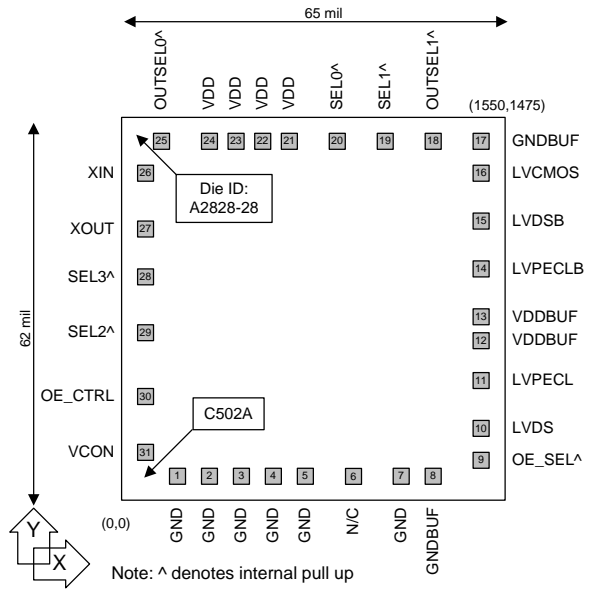 65 mil
OUTSEL0^
VDD
VDD
VDD
VDD
SEL0^
SEL1^
OUTSEL1^
(1550,1475)
25
24
23
22
21
20
19
18
17
GNDBUF
XIN
26
Die ID:
A2828-28
16
LVCMOS
XOUT
27
15
LVDSB
SEL3^
28
14
LVPECLB
62 mil
SEL2^
29
13
VDDBUF
12
VDDBUF
OE_CTRL
30
11
LVPECL
C502A
10
LVDS
VCON
31
9
OE_SEL^
1
2
3
4
5
6
7
8
(0,0)
GND
GND
GND
GND
GND
N/C
GND
GNDBUF
Y
X
Note: ^ denotes internal pull up